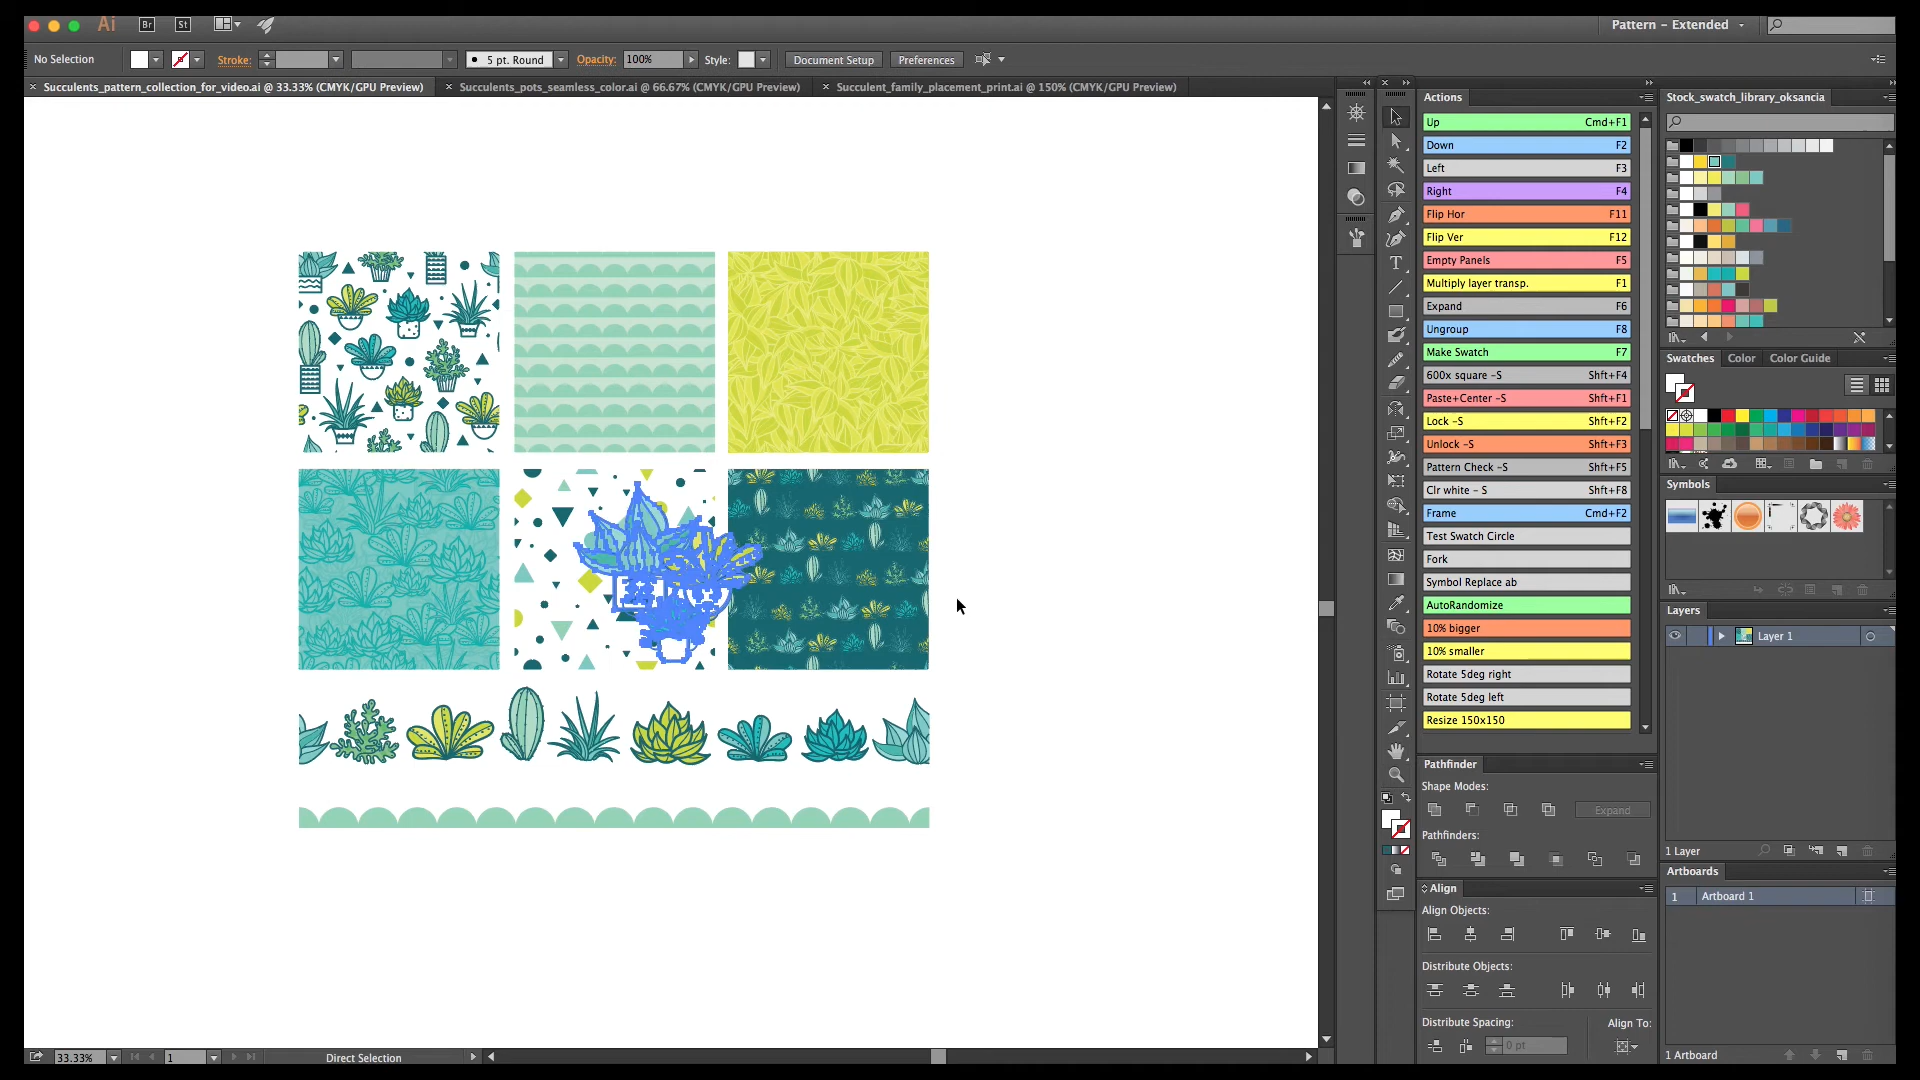 Ai Br St Pattern – Extended
No Selection Stroke: 5 pt. Round Opacity: 100% Style: Document Setup Preferences
Succulents_pattern_collection_for_video.ai @ 33.33% (CMYK/GPU Preview) Succulents_pots_seamless_color.ai @ 66.67% (CMYK/GPU Preview) Succulent_family_placement_print.ai @ 150% (CMYK/GPU Preview)
Actions
Up Cmd+F1
Down F2
Left F3
Right F4
Flip Hor F11
Flip Ver F12
Empty Panels F5
Multiply layer transp. F1
Expand F6
Ungroup F8
Make Swatch F7
600x square -S Shft+F4
Paste+Center -S Shft+F1
Lock -S Shft+F2
Unlock -S Shft+F3
Pattern Check -S Shft+F5
Clr white - S Shft+F8
Frame Cmd+F2
Test Swatch Circle
Fork
Symbol Replace ab
AutoRandomize
10% bigger
10% smaller
Rotate 5deg right
Rotate 5deg left
Resize 150x150
Pathfinder
Shape Modes:
Expand
Pathfinders:
Align
Align Objects:
Distribute Objects:
Distribute Spacing: Align To:
0 pt
Stock_swatch_library_oksancia
Swatches Color Color Guide
Symbols
Layers
Layer 1
1 Layer
Artboards
1 Artboard 1
1 Artboard
33.33% 1 Direct Selection